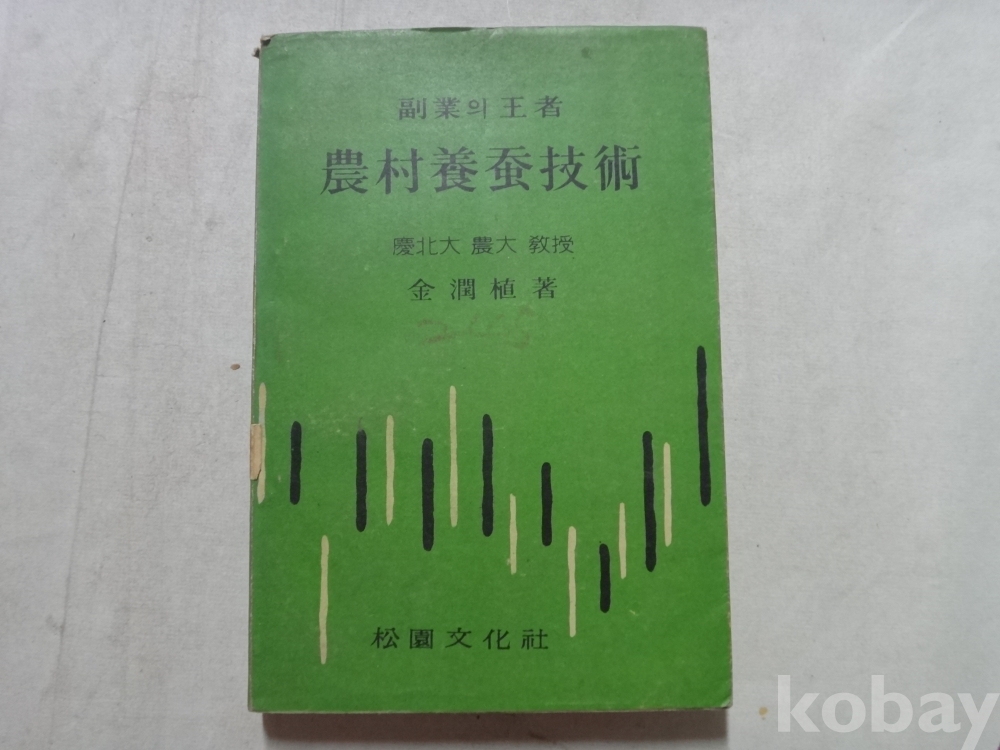 副業의 王者
農村養蚕技術
慶北大 農大 敎授
金潤植 著
松園文化社
kobay